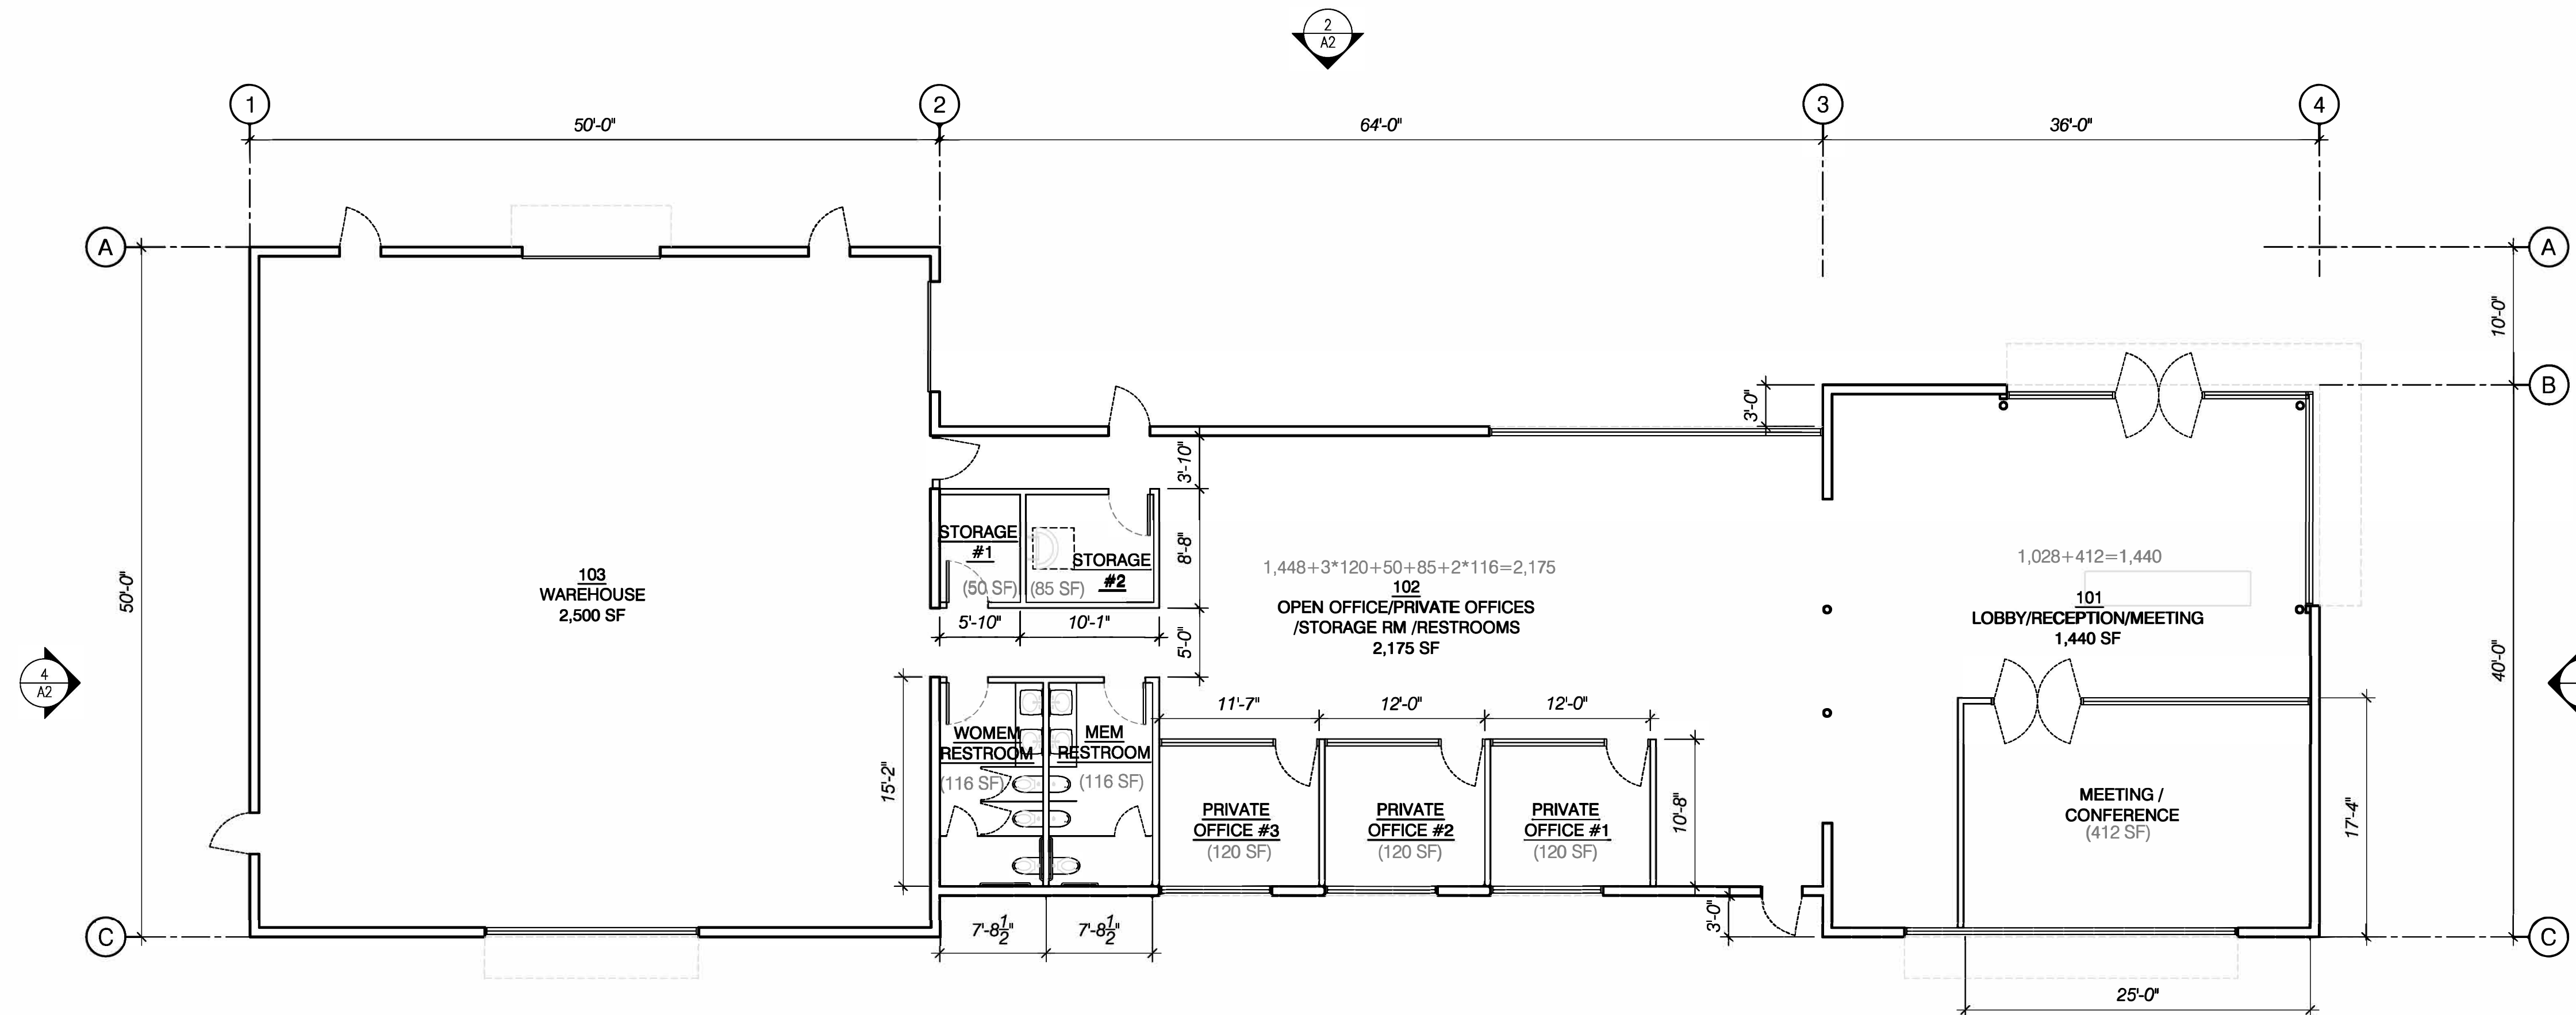 2
A2
1
2
3
4
50'-0"
64'-0"
36'-0"
A
A
10'-0"
B
3'-0"
3'-10"
STORAGE
#1
(50 SF)
STORAGE
#2
(85 SF)
8'-8"
5'-10"
10'-1"
5'-0"
50'-0"
103
WAREHOUSE
2,500 SF
1,448+3*120+50+85+2*116=2,175
102
OPEN OFFICE/PRIVATE OFFICES
/STORAGE RM /RESTROOMS
2,175 SF
1,028+412=1,440
101
LOBBY/RECEPTION/MEETING
1,440 SF
40'-0"
4
A2
11'-7"
12'-0"
12'-0"
WOMEM
RESTROOM
(116 SF)
MEM
RESTROOM
(116 SF)
15'-2"
PRIVATE
OFFICE #3
(120 SF)
PRIVATE
OFFICE #2
(120 SF)
PRIVATE
OFFICE #1
(120 SF)
10'-8"
MEETING /
CONFERENCE
(412 SF)
17'-4"
C
7'-8½"
7'-8½"
3'-0"
C
25'-0"